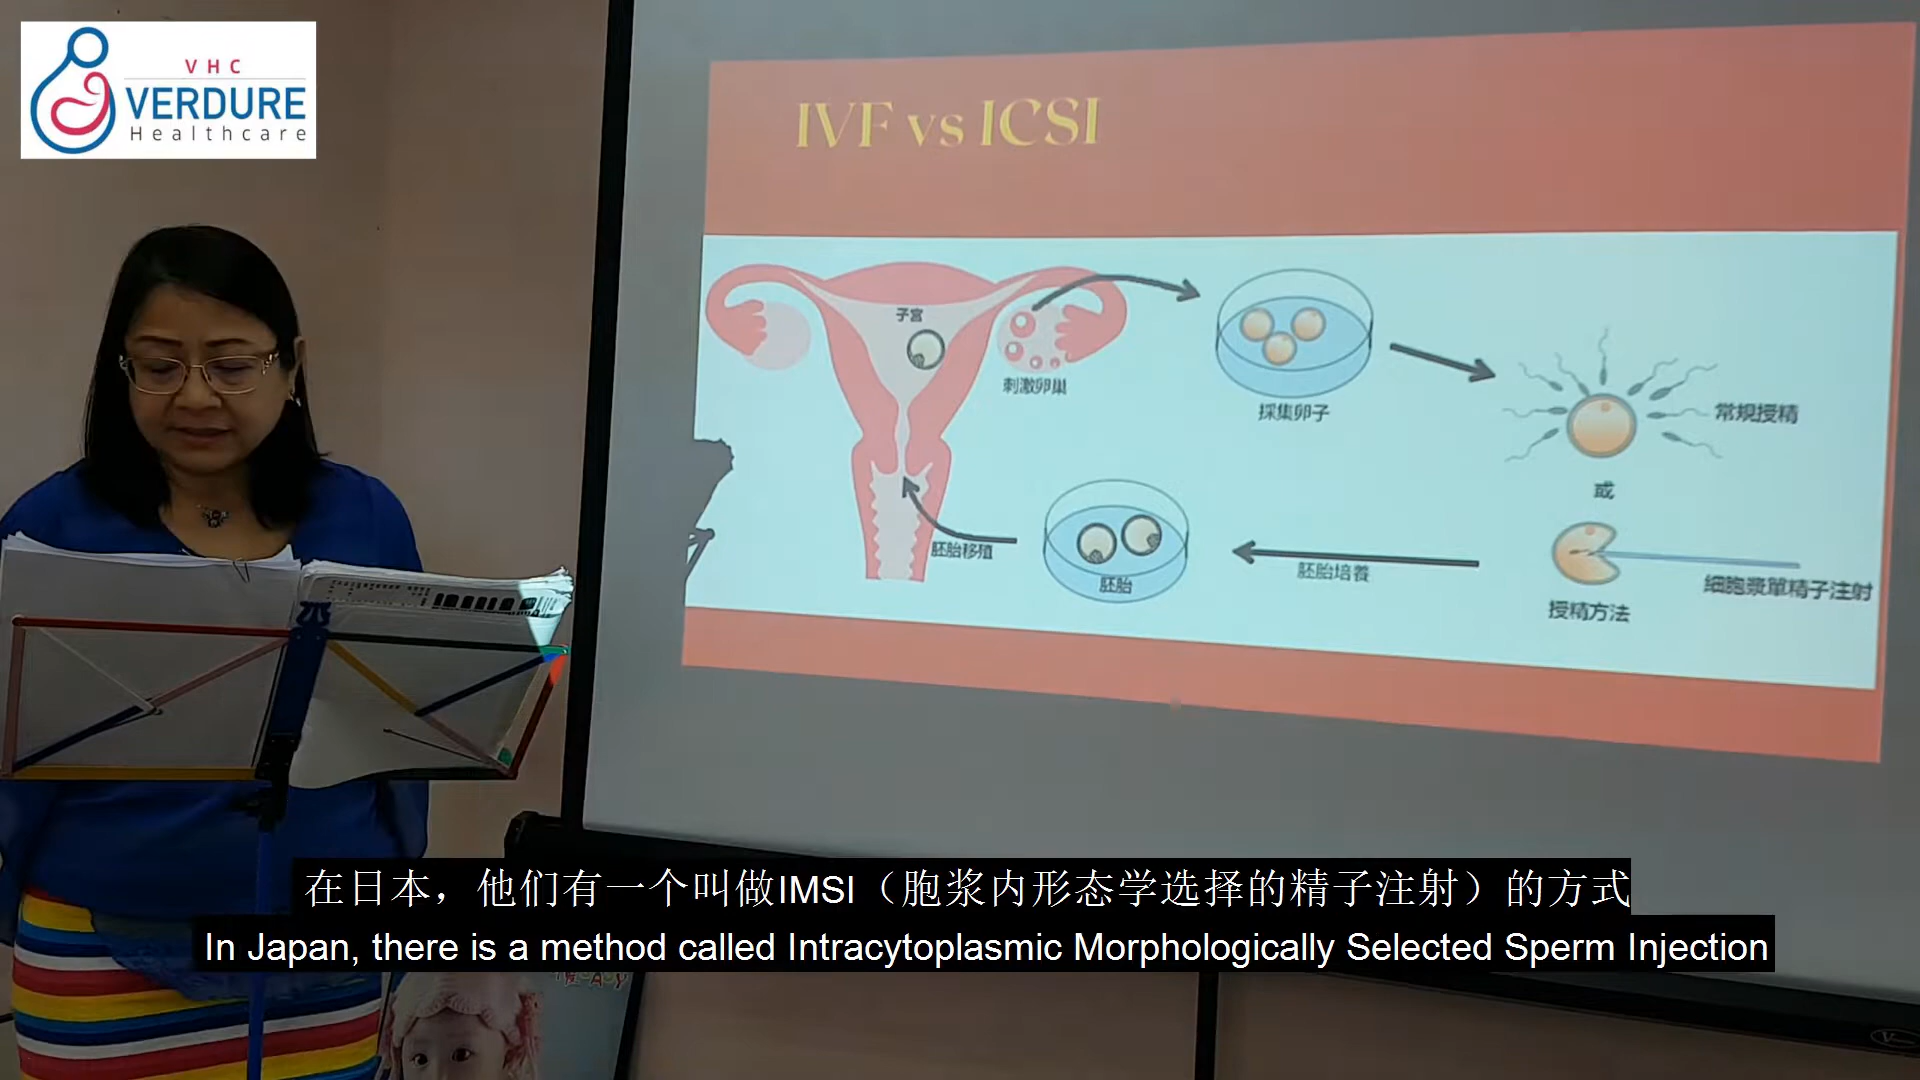 VHC
VERDURE
Healthcare
IVF vs ICSI
子宮
刺激卵巢
採集卵子
常規授精
或
細胞漿單精子注射
授精方法
胚胎培養
胚胎
胚胎移殖
在日本，他们有一个叫做IMSI（胞浆内形态学选择的精子注射）的方式
In Japan, there is a method called Intracytoplasmic Morphologically Selected Sperm Injection